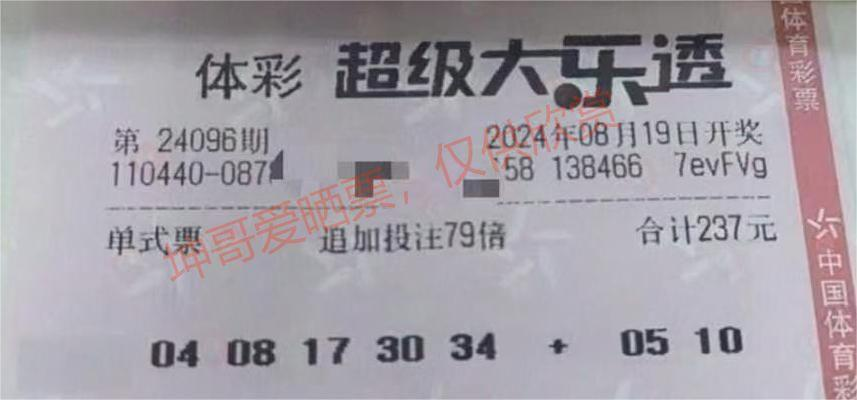 体彩 超级大乐透
第 24096期 2024年08月19日开奖
110440-087 58 138466 7evFVg
单式票 追加投注79倍 合计237元
04 08 17 30 34 + 05 10
坤哥爱晒票，仅供欣赏
体育彩票
中国体育彩